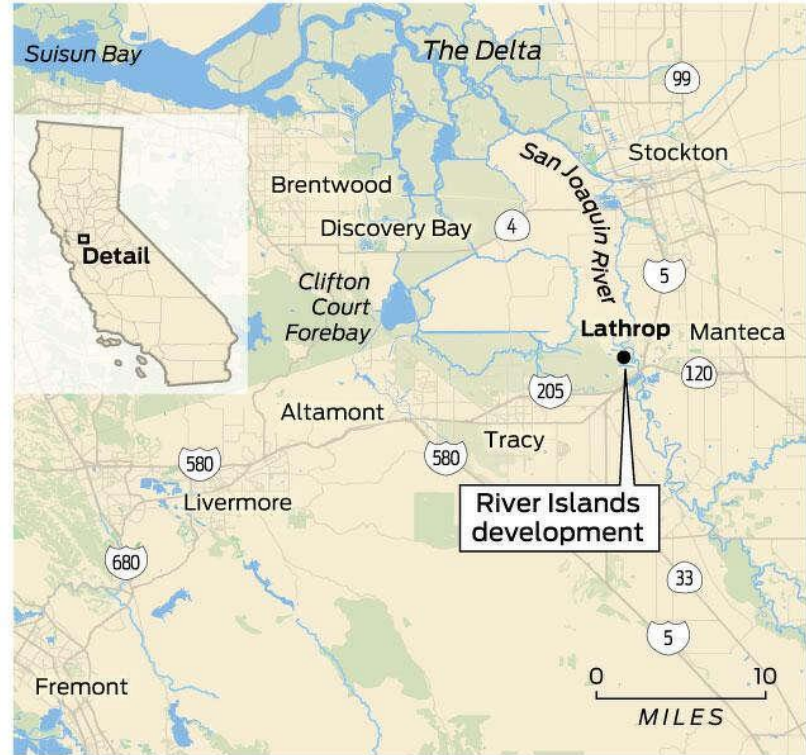 Suisun Bay
The Delta
99
Stockton
San Joaquin River
Brentwood
Discovery Bay
4
Detail
Clifton
Court
Forebay
5
Lathrop
Manteca
120
205
Altamont
Tracy
580
580
Livermore
River Islands
development
680
33
5
Fremont
0 10
MILES